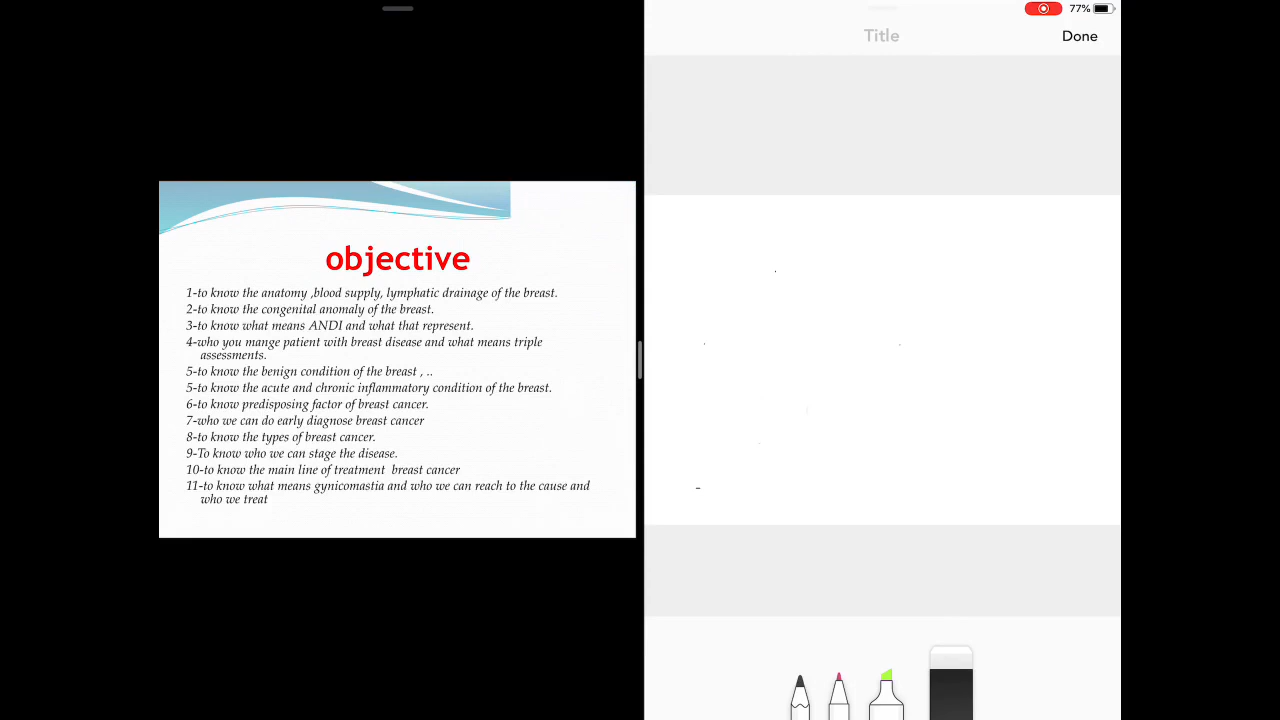 77%
Title
Done
objective
1-to know the anatomy ,blood supply, lymphatic drainage of the breast.
2-to know the congenital anomaly of the breast.
3-to know what means ANDI and what that represent.
4-who you mange patient with breast disease and what means triple
assessments.
5-to know the benign condition of the breast , ..
5-to know the acute and chronic inflammatory condition of the breast.
6-to know predisposing factor of breast cancer.
7-who we can do early diagnose breast cancer
8-to know the types of breast cancer.
9-To know who we can stage the disease.
10-to know the main line of treatment  breast cancer
11-to know what means gynicomastia and who we can reach to the cause and
who we treat